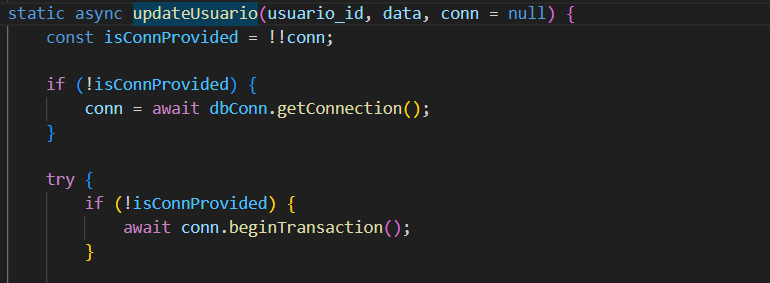 static async updateUsuario(usuario_id, data, conn = null) {
const isConnProvided = !!conn;
if (!isConnProvided) {
conn = await dbConn.getConnection();
}
try {
if (!isConnProvided) {
await conn.beginTransaction();
}